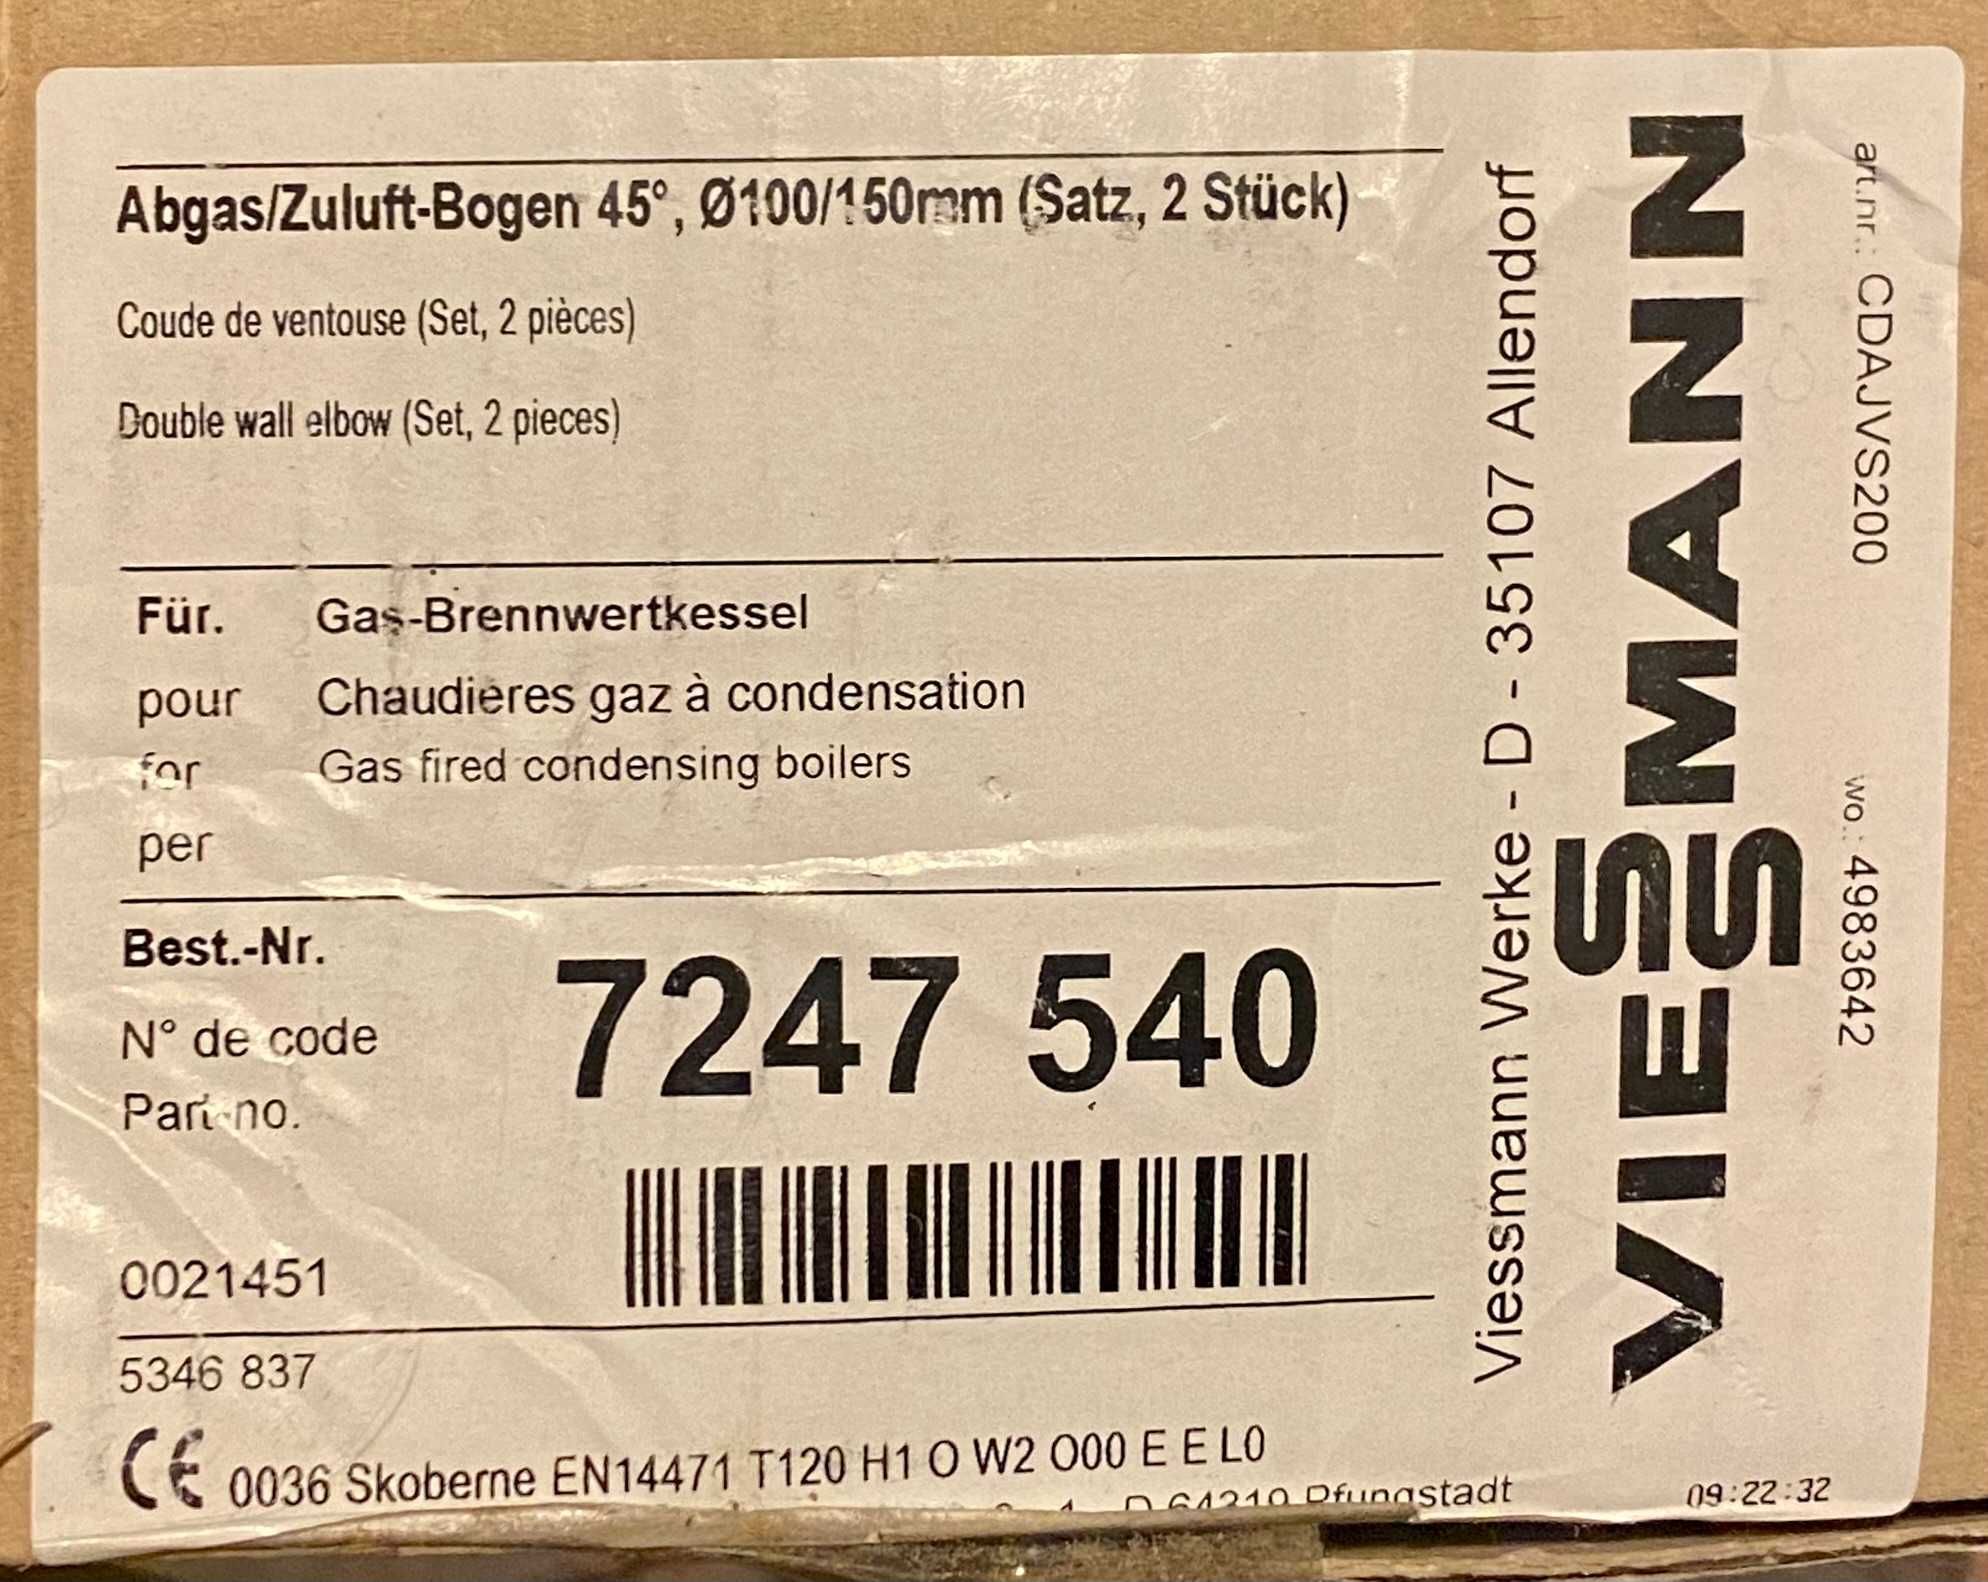 Abgas/Zuluft-Bogen 45°, Ø100/150mm (Satz, 2 Stück)
Coude de ventouse (Set, 2 pièces)
Double wall elbow (Set, 2 pieces)
Für. Gas-Brennwertkessel
pour Chaudières gaz à condensation
for Gas fired condensing boilers
per
Best.-Nr.
N° de code
Part-no.
7247 540
0021451
5346 837
CE 0036 Skoberne EN14471 T120 H1 O W2 O00 E E L0
D 64319 Pfungstadt
09:22:32
Viessmann Werke - D - 35107 Allendorf
VIESSMANN
art.nr.: CDAJVS200
wo.: 4983642